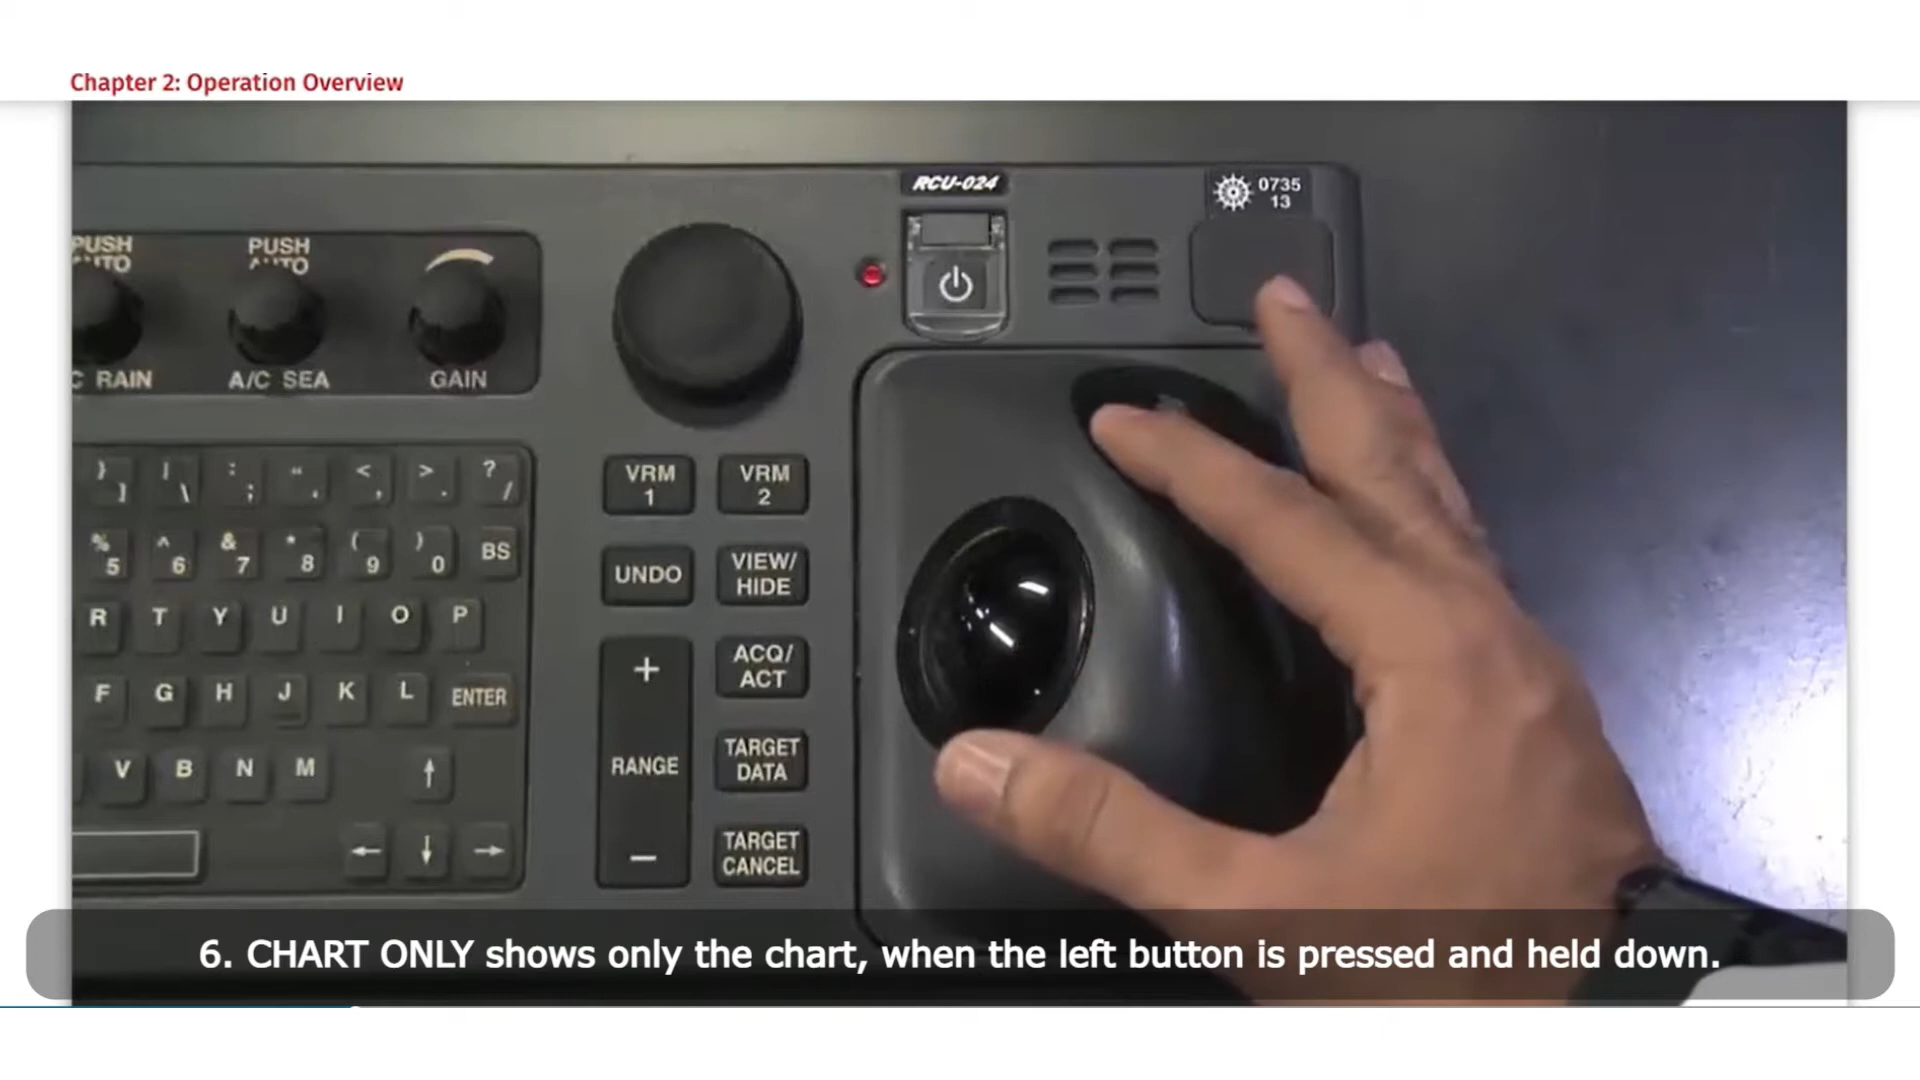 Chapter 2: Operation Overview
RCU-024
0735
13
PUSH
AUTO
PUSH
AUTO
C RAIN
A/C SEA
GAIN
VRM
1
VRM
2
UNDO
VIEW/
HIDE
+
RANGE
−
ACQ/
ACT
TARGET
DATA
TARGET
CANCEL
} ]
| \
: ;
" '
< ,
> .
? /
% 5
^ 6
& 7
* 8
( 9
) 0
BS
R T Y U I O P
F G H J K L ENTER
V B N M ↑
← ↓ →
6. CHART ONLY shows only the chart, when the left button is pressed and held down.